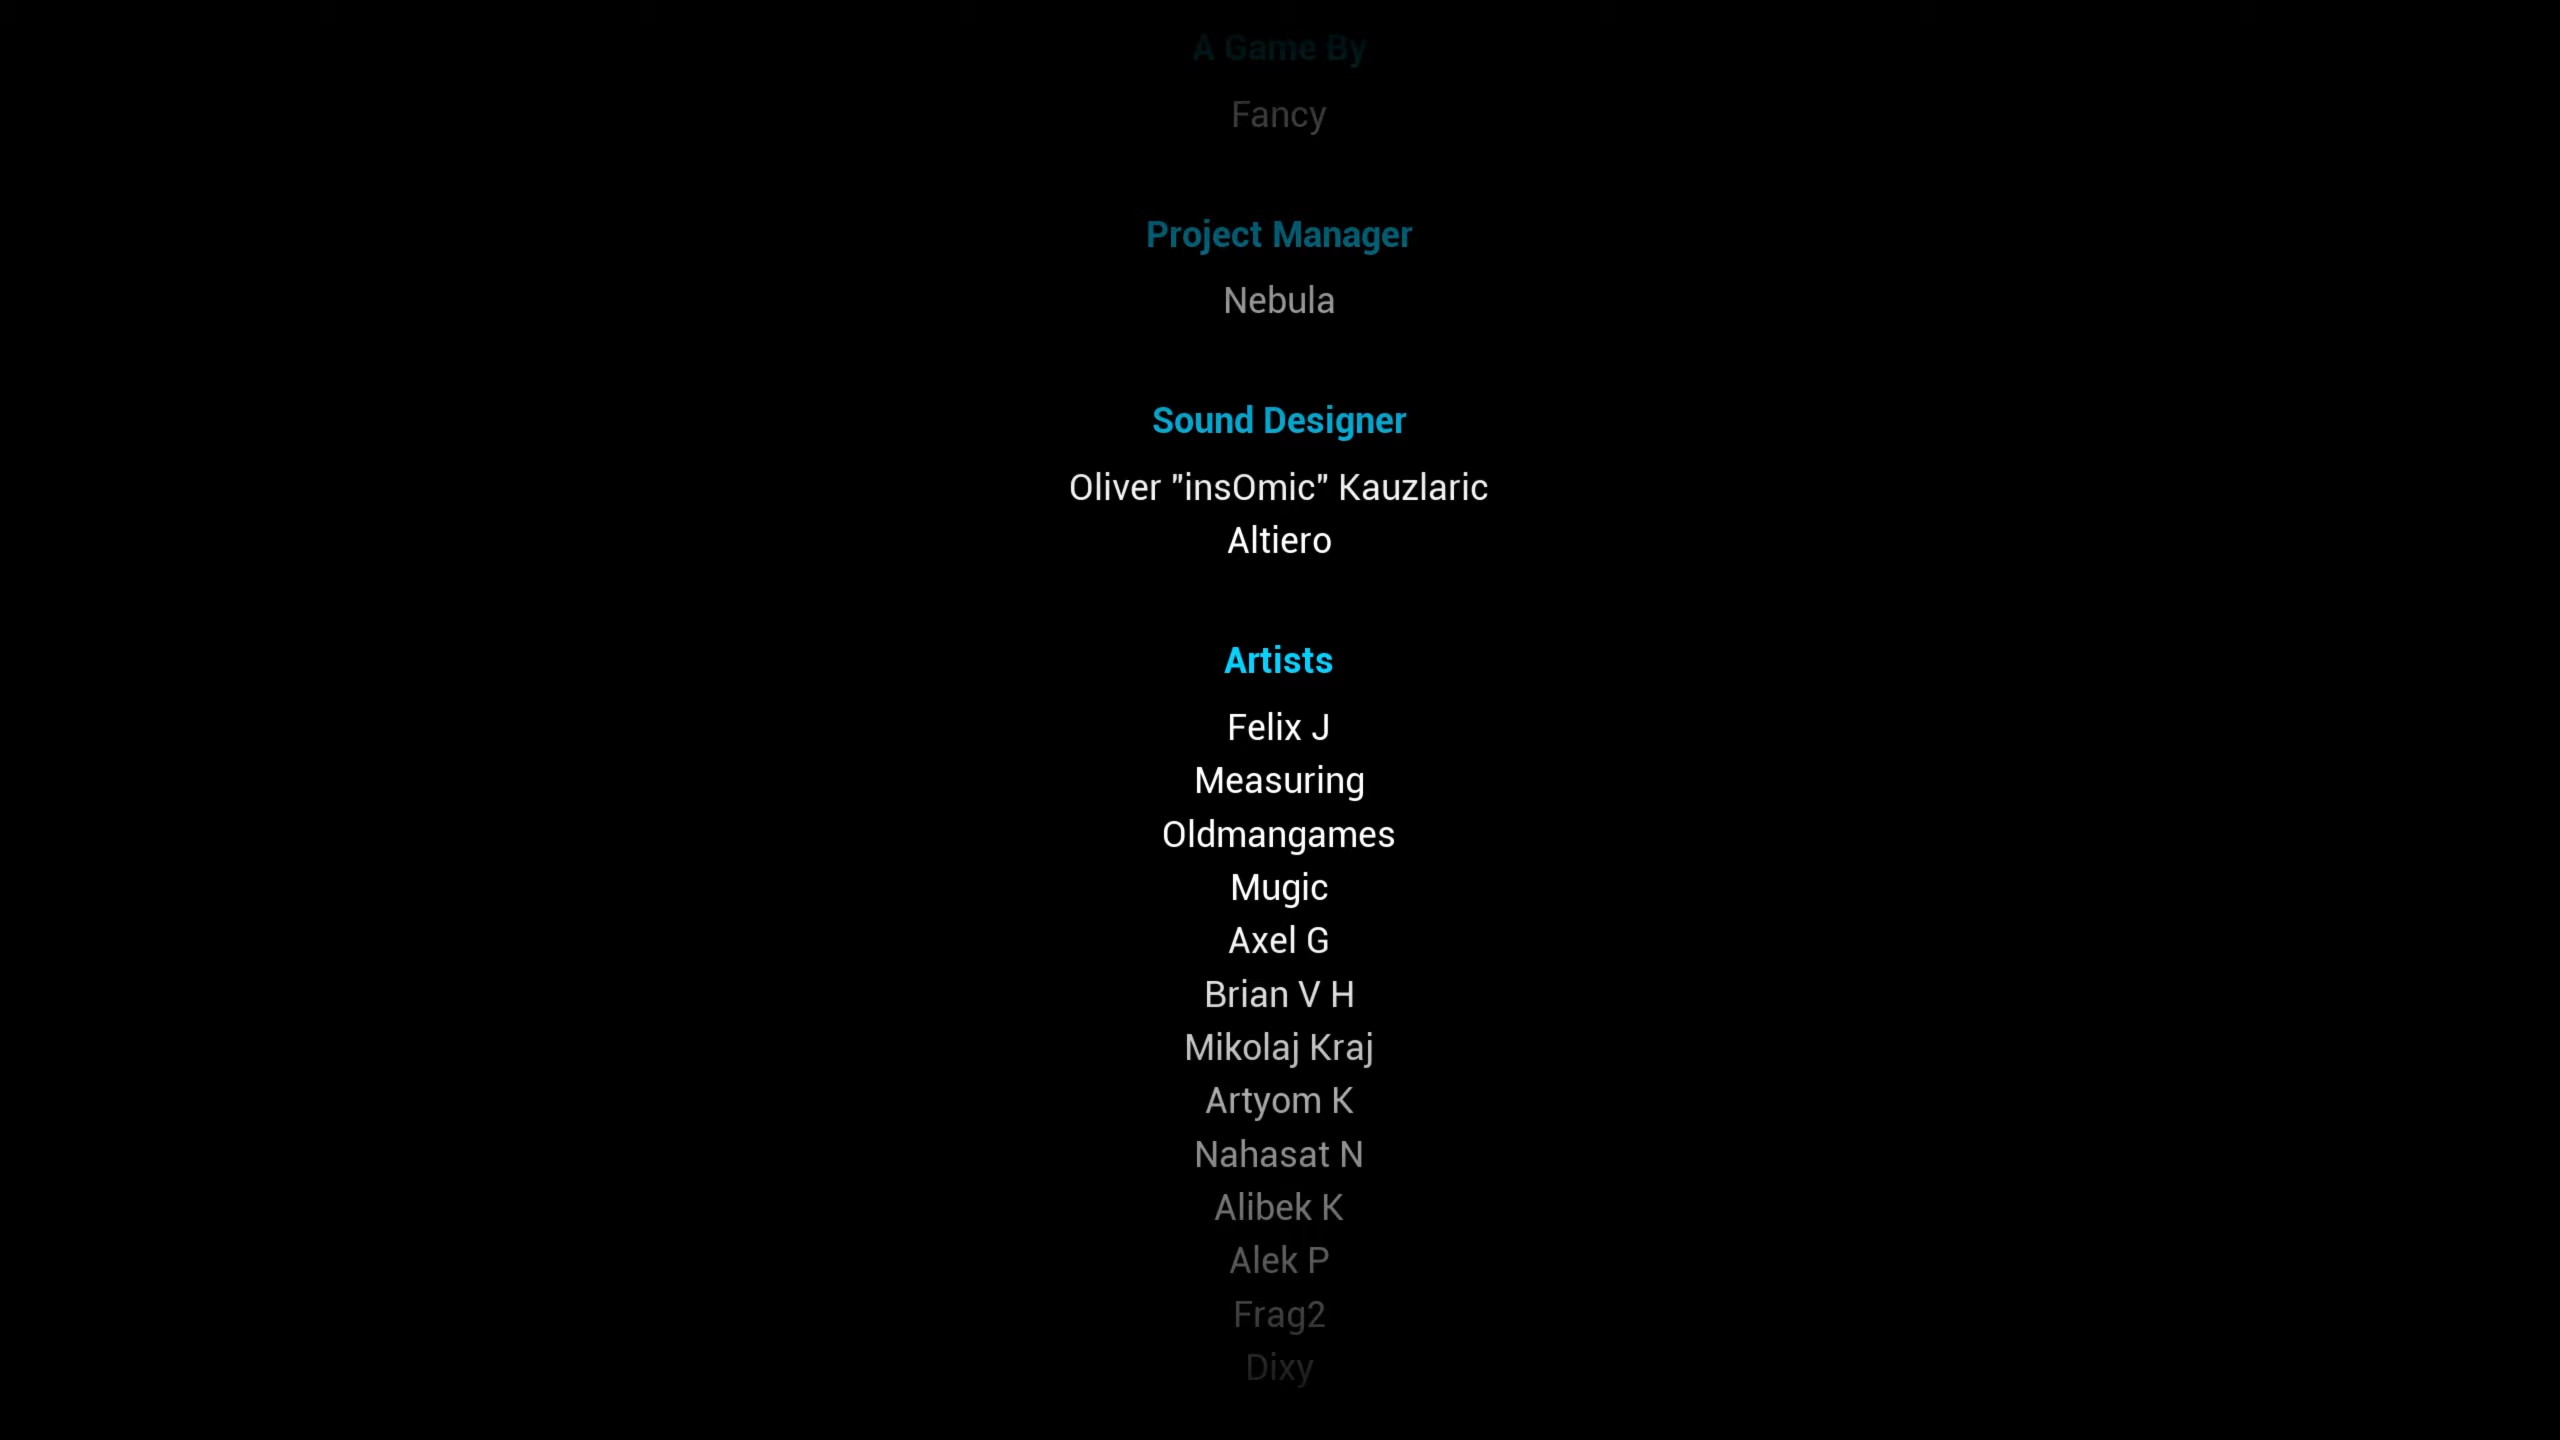 A Game By
Fancy
Project Manager
Nebula
Sound Designer
Oliver "insOmic" Kauzlaric
Altiero
Artists
Felix J
Measuring
Oldmangames
Mugic
Axel G
Brian V H
Mikolaj Kraj
Artyom K
Nahasat N
Alibek K
Alek P
Frag2
Dixy